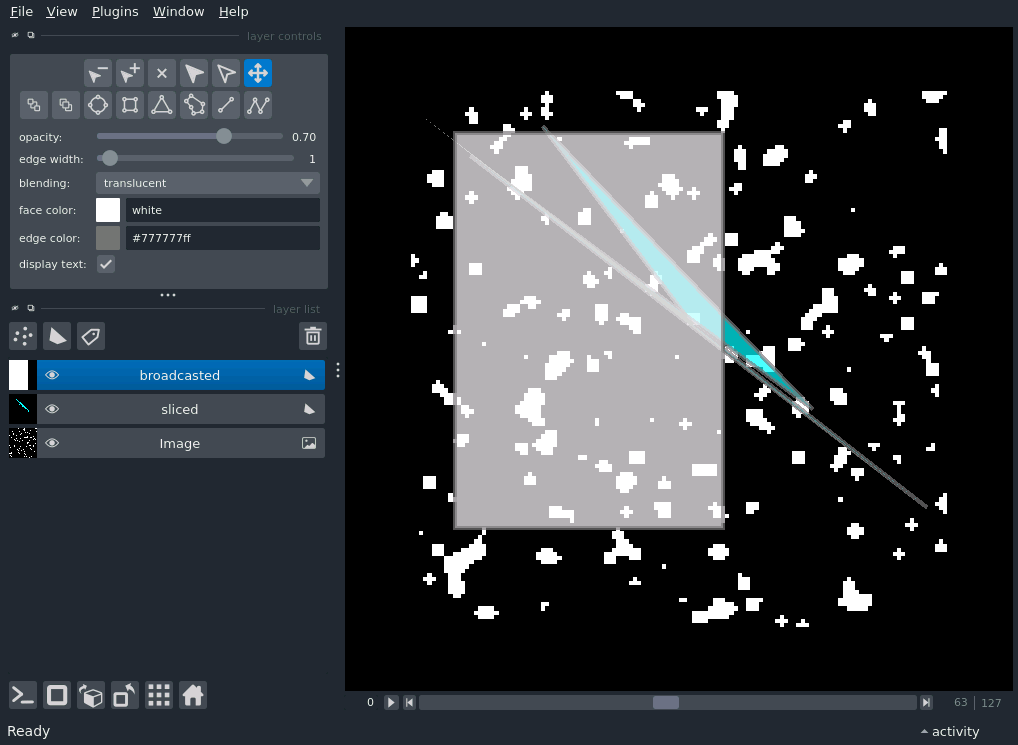 File View Plugins Window Help
layer controls
opacity: 0.70
edge width: 1
blending: translucent
face color: white
edge color: #777777ff
display text:
layer list
broadcasted
sliced
Image
0 63 127
Ready activity